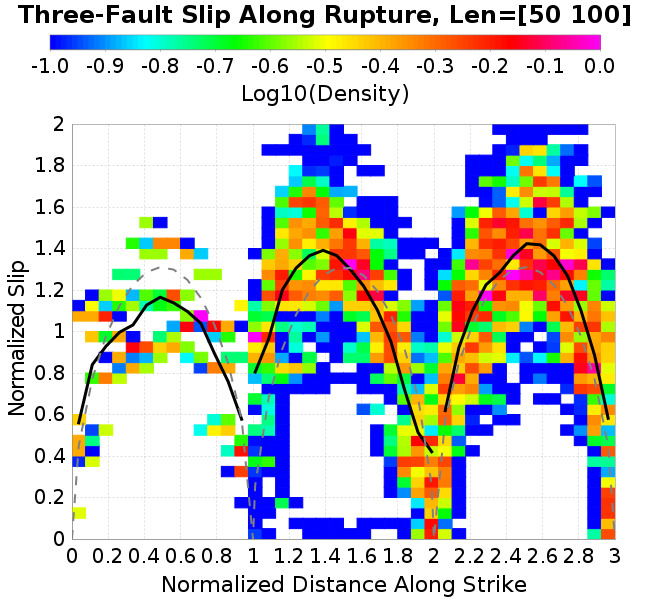 Three-Fault Slip Along Rupture, Len=[50 100]
-1.0 -0.9 -0.8 -0.7 -0.6 -0.5 -0.4 -0.3 -0.2 -0.1 0.0
Log10(Density)
2
1.8
1.6
1.4
1.2
1
0.8
0.6
0.4
0.2
0
Normalized Slip
0 0.2 0.4 0.6 0.8 1 1.2 1.4 1.6 1.8 2 2.2 2.4 2.6 2.8 3
Normalized Distance Along Strike